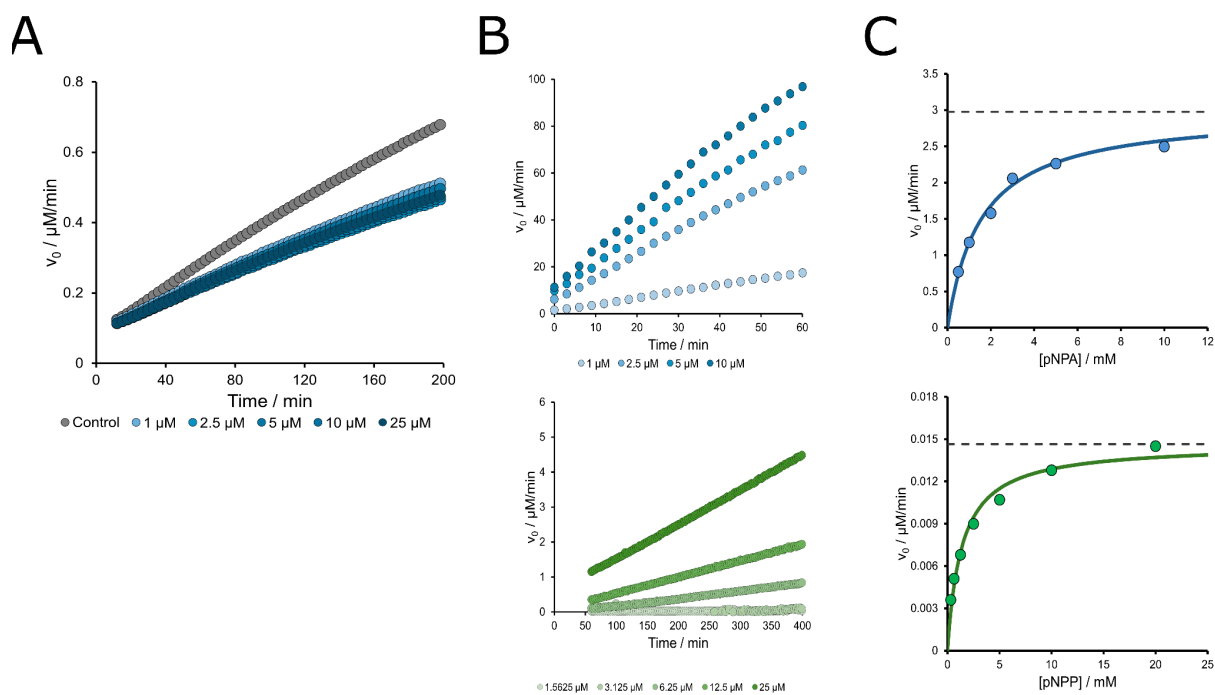 A
B
C
v0 / µM/min
0.8
0.6
0.4
0.2
0
0 40 80 120 160 200
Time / min
Control 1 µM 2.5 µM 5 µM 10 µM 25 µM
v0 / µM/min
100
80
60
40
20
0
0 10 20 30 40 50 60
Time / min
1 µM 2.5 µM 5 µM 10 µM
v0 / µM/min
3.5
3
2.5
2
1.5
1
0.5
0
0 2 4 6 8 10 12
[pNPA] / mM
v0 / µM/min
6
5
4
3
2
1
0
0 50 100 150 200 250 300 350 400
Time / min
1.5625 µM 3.125 µM 6.25 µM 12.5 µM 25 µM
v0 / µM/min
0.018
0.015
0.012
0.009
0.006
0.003
0
0 5 10 15 20 25
[pNPP] / mM